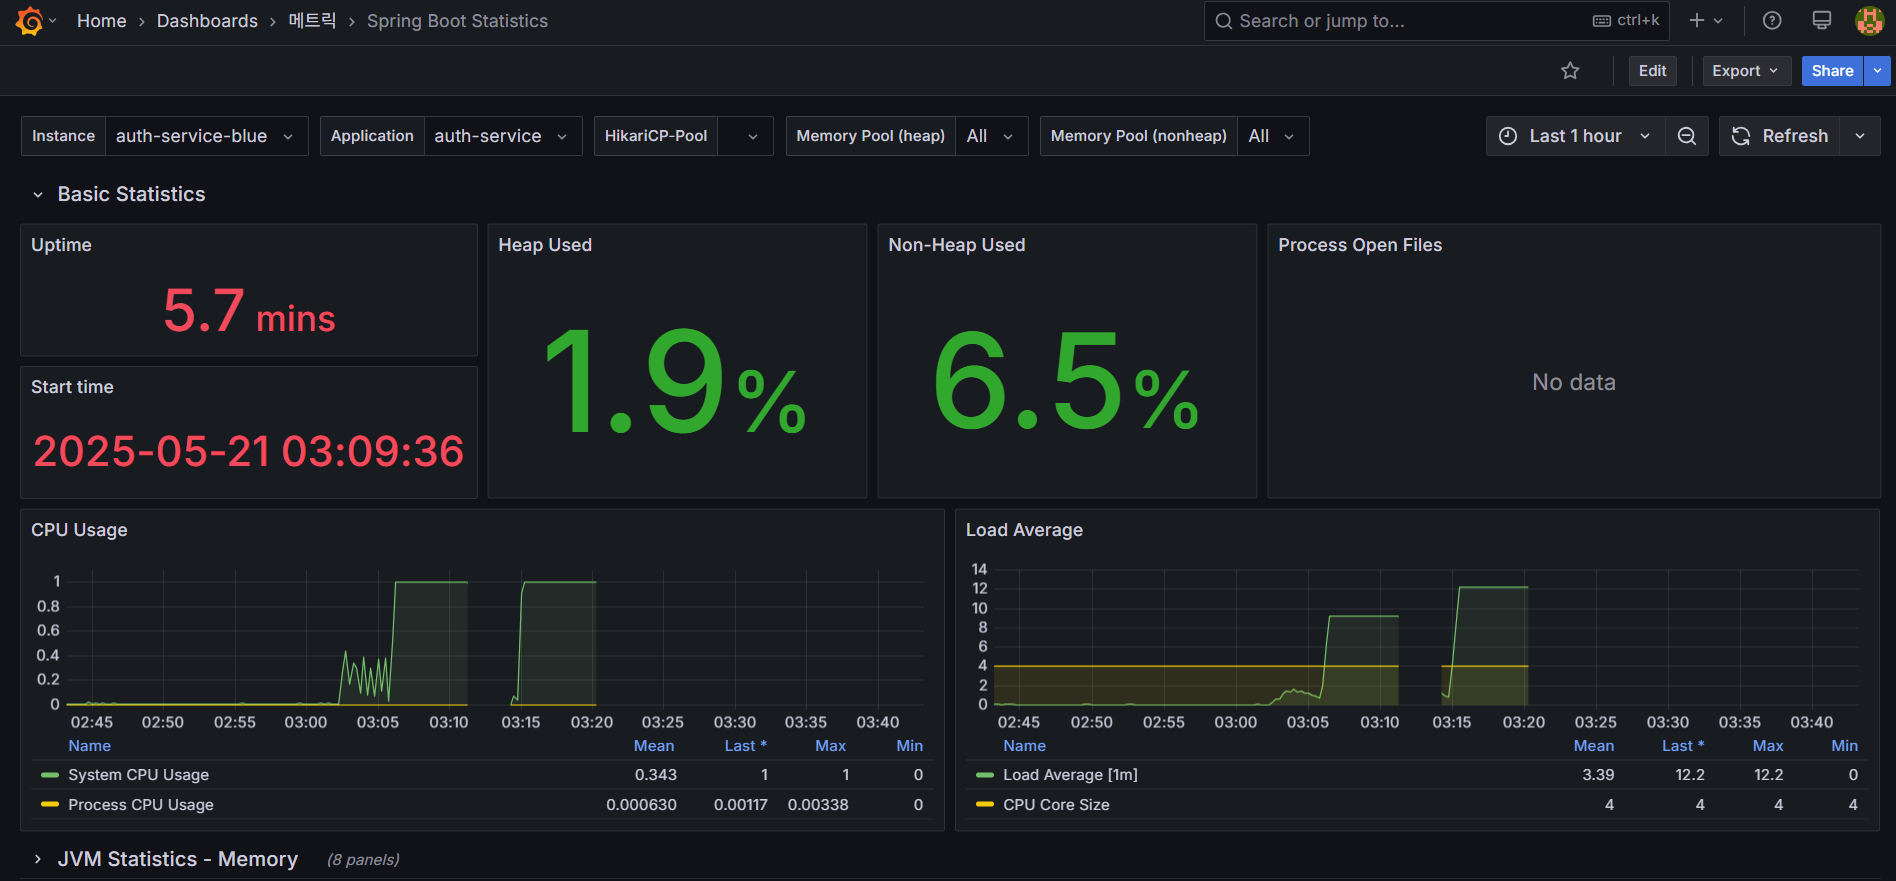 Home › Dashboards › 메트릭 › Spring Boot Statistics
Search or jump to... ctrl+k
Edit Export Share
Instance auth-service-blue Application auth-service HikariCP-Pool Memory Pool (heap) All Memory Pool (nonheap) All Last 1 hour Refresh
Basic Statistics
Uptime
5.7 mins
Start time
2025-05-21 03:09:36
Heap Used
1.9%
Non-Heap Used
6.5%
Process Open Files
No data
CPU Usage
1
0.8
0.6
0.4
0.2
0
02:45 02:50 02:55 03:00 03:05 03:10 03:15 03:20 03:25 03:30 03:35 03:40
Name Mean Last * Max Min
System CPU Usage 0.343 1 1 0
Process CPU Usage 0.000630 0.00117 0.00338 0
Load Average
14
12
10
8
6
4
2
0
02:45 02:50 02:55 03:00 03:05 03:10 03:15 03:20 03:25 03:30 03:35 03:40
Name Mean Last * Max Min
Load Average [1m] 3.39 12.2 12.2 0
CPU Core Size 4 4 4 4
JVM Statistics - Memory (8 panels)